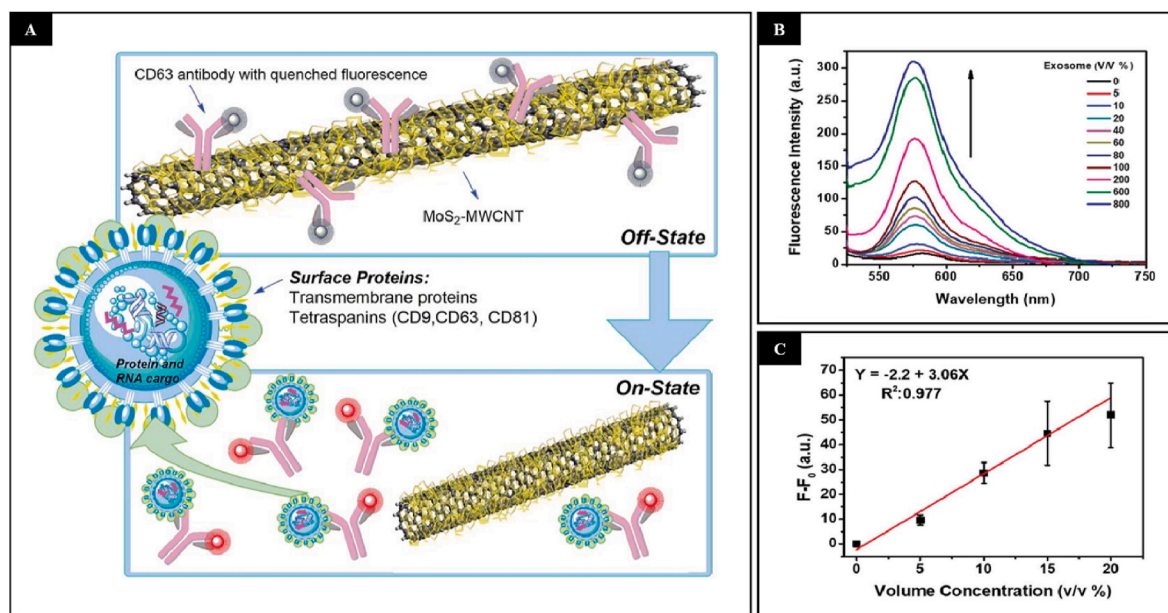 A
CD63 antibody with quenched fluorescence
MoS₂-MWCNT
Off-State
Surface Proteins:
Transmembrane proteins
Tetraspanins (CD9,CD63, CD81)
Protein and
RNA cargo
On-State
B
Fluorescence Intensity (a.u.)
300
250
200
150
100
50
0
550
600
650
700
750
Wavelength (nm)
Exosome (V/V %)
0
5
10
20
40
60
80
100
200
600
800
C
Y = -2.2 + 3.06X
R²:0.977
F-F₀ (a.u.)
70
60
50
40
30
20
10
0
0
5
10
15
20
Volume Concentration (v/v %)